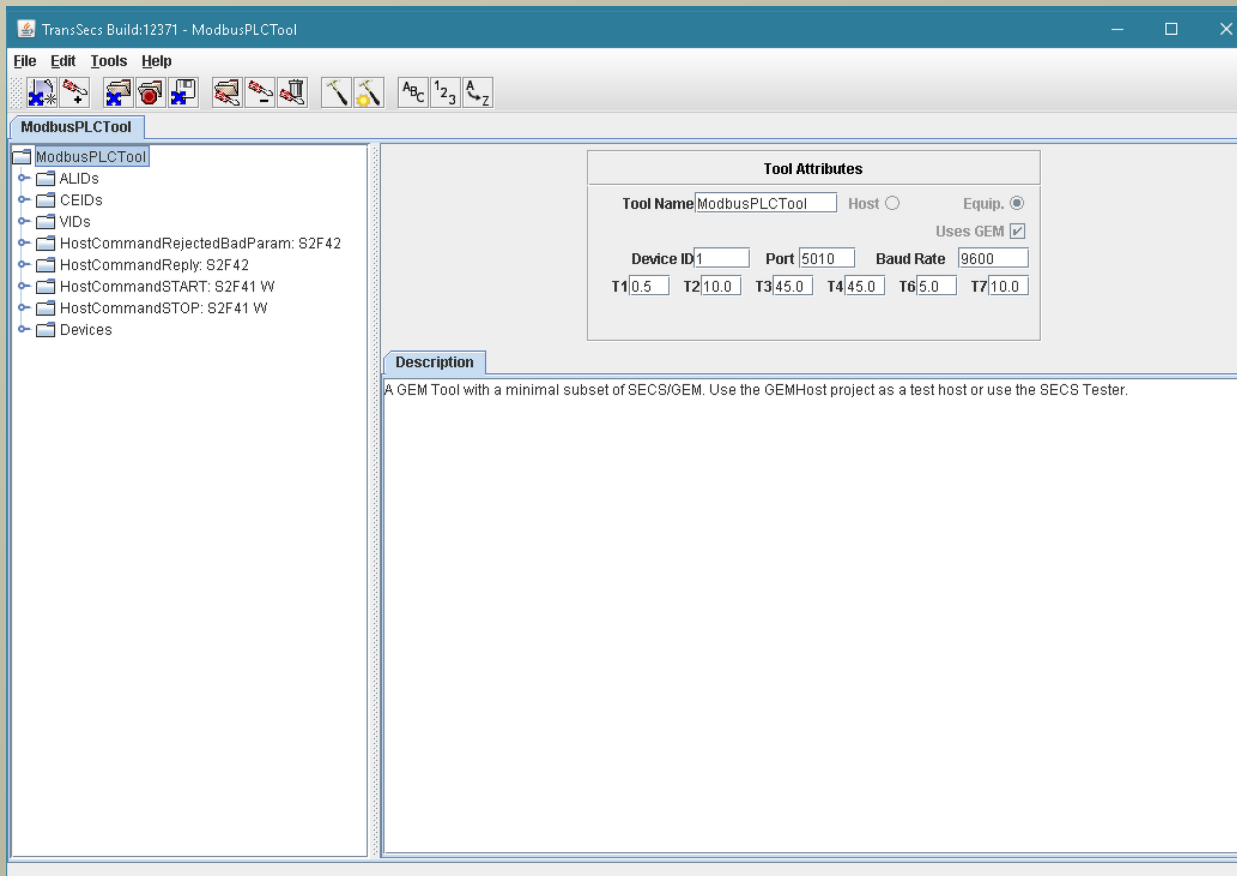 TransSecs Build:12371 - ModbusPLCTool
File Edit Tools Help
ABC 123 AZ
ModbusPLCTool
ModbusPLCTool
ALIDs
CEIDs
VIDs
HostCommandRejectedBadParam: S2F42
HostCommandReply: S2F42
HostCommandSTART: S2F41 W
HostCommandSTOP: S2F41 W
Devices
Tool Attributes
Tool Name ModbusPLCTool Host Equip.
Uses GEM
Device ID 1 Port 5010 Baud Rate 9600
T1 0.5 T2 10.0 T3 45.0 T4 45.0 T6 5.0 T7 10.0
Description
A GEM Tool with a minimal subset of SECS/GEM. Use the GEMHost project as a test host or use the SECS Tester.